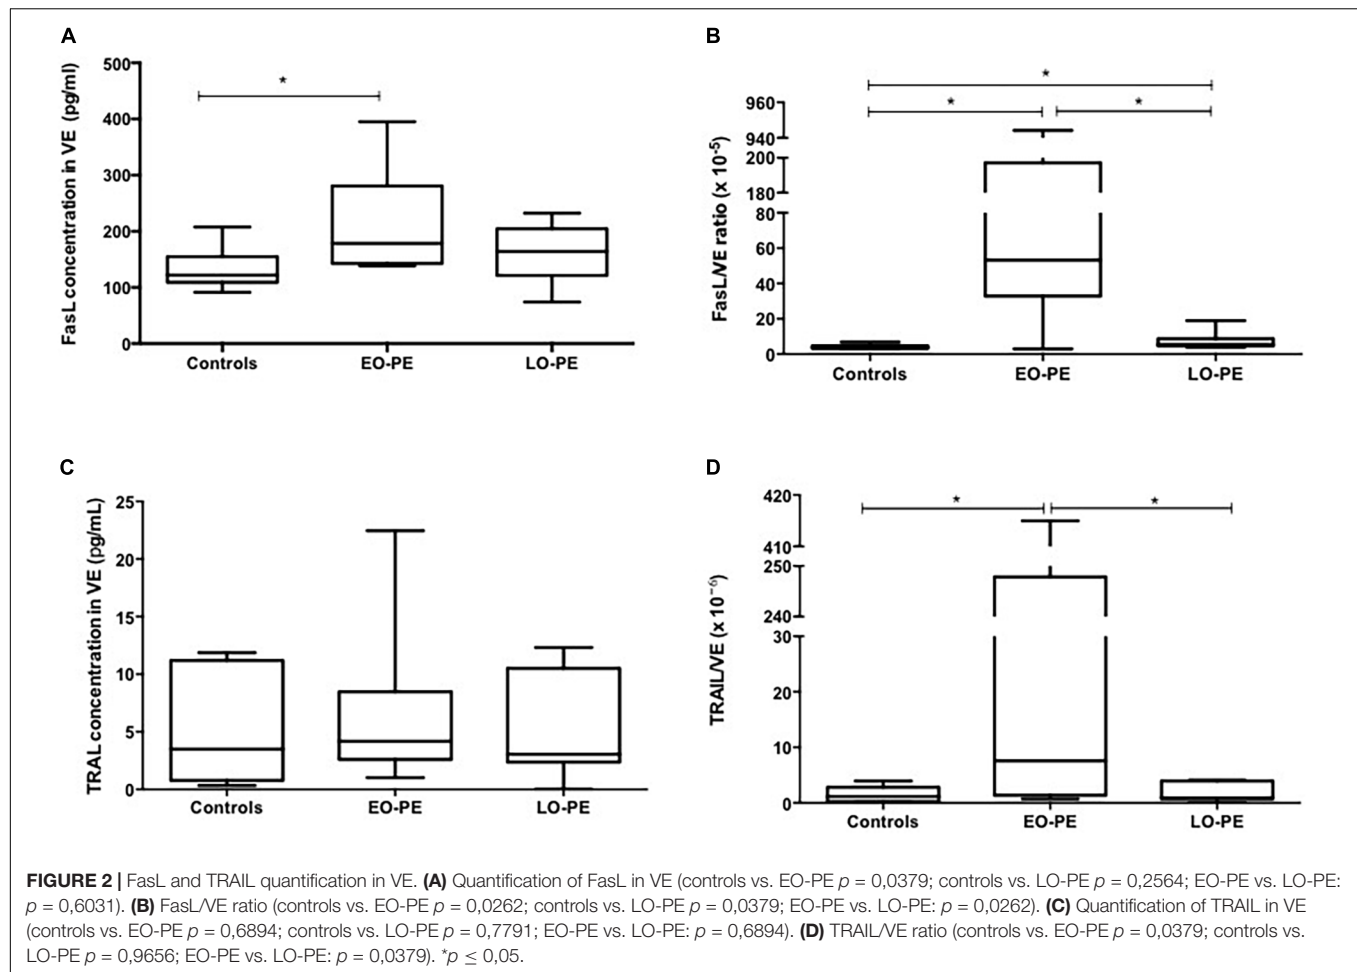 A
FasL concentration in VE (pg/ml)
500
400
300
200
100
0
*
Controls
EO-PE
LO-PE
B
FasL/VE ratio (x 10-5)
960
940
200
180
80
60
40
20
0
*
*
*
Controls
EO-PE
LO-PE
C
TRAL concentration in VE (pg/mL)
25
20
15
10
5
0
Controls
EO-PE
LO-PE
D
TRAIL/VE (x 10−6)
420
410
250
240
30
20
10
0
*
*
Controls
EO-PE
LO-PE
FIGURE 2 | FasL and TRAIL quantification in VE. (A) Quantification of FasL in VE (controls vs. EO-PE p = 0,0379; controls vs. LO-PE p = 0,2564; EO-PE vs. LO-PE:
p = 0,6031). (B) FasL/VE ratio (controls vs. EO-PE p = 0,0262; controls vs. LO-PE p = 0,0379; EO-PE vs. LO-PE: p = 0,0262). (C) Quantification of TRAIL in VE
(controls vs. EO-PE p = 0,6894; controls vs. LO-PE p = 0,7791; EO-PE vs. LO-PE: p = 0,6894). (D) TRAIL/VE ratio (controls vs. EO-PE p = 0,0379; controls vs.
LO-PE p = 0,9656; EO-PE vs. LO-PE: p = 0,0379). *p ≤ 0,05.